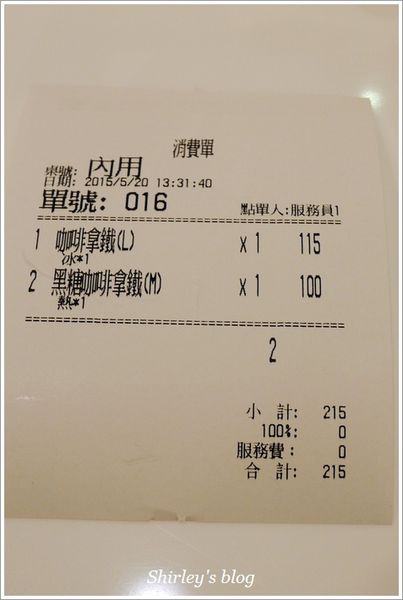 消費單
桌號: 內用
日期: 2015/5/20 13:31:40
單號: 016 點單人:服務員1
1 咖啡拿鐵(L) x 1 115
ok*1
2 黑糖咖啡拿鐵(M) x 1 100
熱*1
2
小 計: 215
100%: 0
服務費: 0
合 計: 215
Shirley's blog